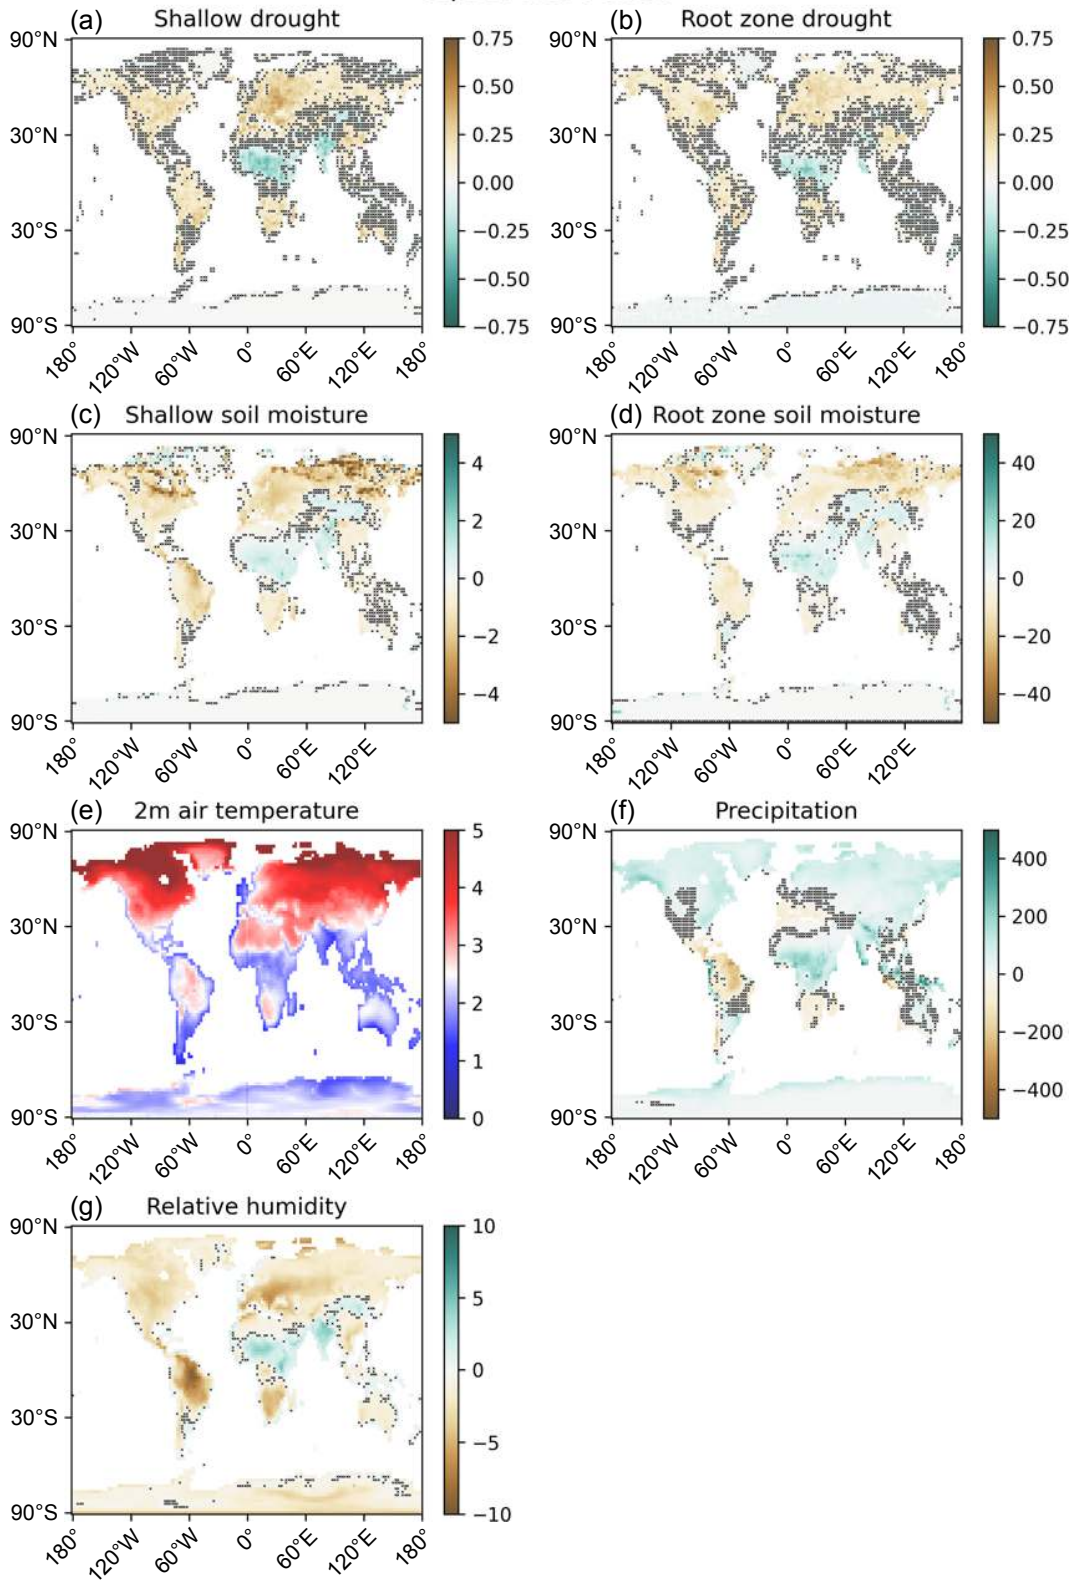 (a) Shallow drought
(b) Root zone drought
90°N
30°N
30°S
90°S
180°
120°W
60°W
0°
60°E
120°E
180°
0.75
0.50
0.25
0.00
−0.25
−0.50
−0.75
180°
120°W
60°W
0°
60°E
120°E
180°
90°N
30°N
30°S
90°S
0.75
0.50
0.25
0.00
−0.25
−0.50
−0.75
(c) Shallow soil moisture
(d) Root zone soil moisture
90°N
30°N
30°S
90°S
180°
120°W
60°W
0°
60°E
120°E
4
2
0
−2
−4
90°N
30°N
30°S
90°S
180°
120°W
60°W
0°
60°E
120°E
40
20
0
−20
−40
(e) 2m air temperature
(f) Precipitation
90°N
30°N
30°S
90°S
180°
120°W
60°W
0°
60°E
120°E
180°
5
4
3
2
1
0
90°N
30°N
30°S
90°S
180°
120°W
60°W
0°
60°E
120°E
180°
400
200
0
−200
−400
(g) Relative humidity
90°N
30°N
30°S
90°S
180°
120°W
60°W
0°
60°E
120°E
180°
10
5
0
−5
−10